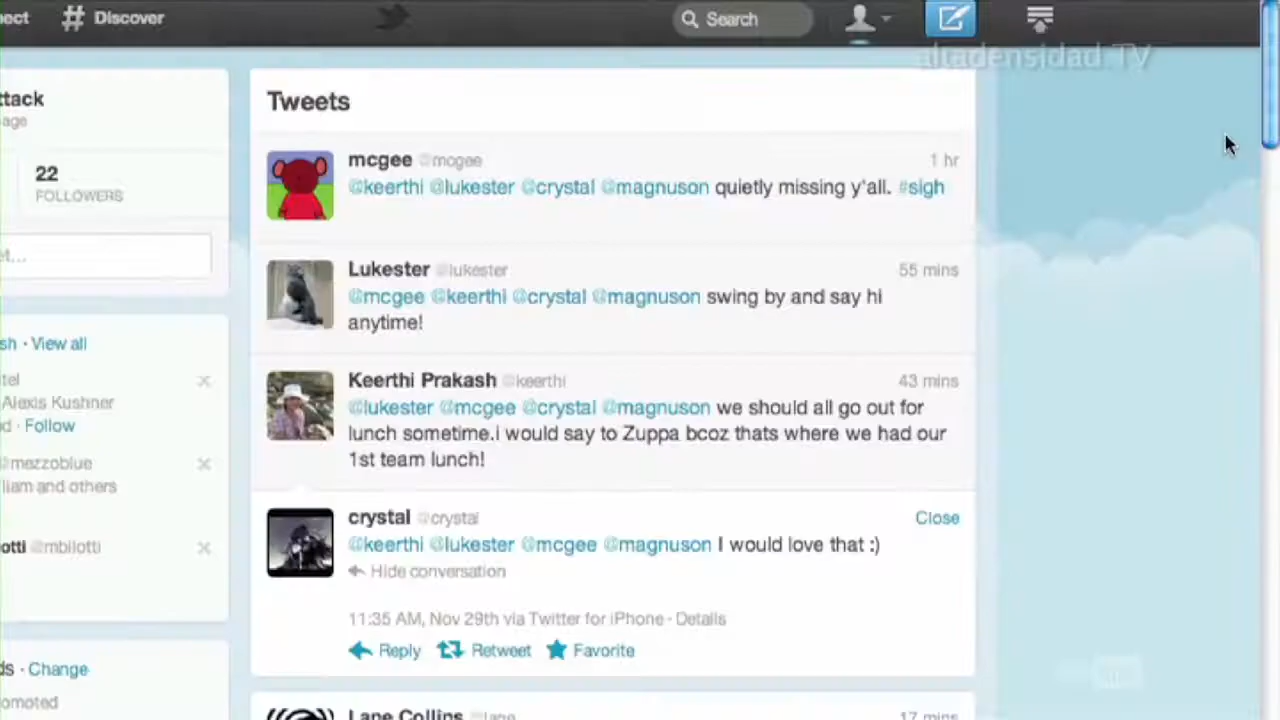 # Discover
Search
altadensidad TV
ttack
age
22
FOLLOWERS
et...
sh · View all
tel
Alexis Kushner
d · Follow
@mezzoblue
liam and others
otti @mbilotti
ds · Change
omoted
Tweets
mcgee @mcgee 1 hr
@keerthi @lukester @crystal @magnuson quietly missing y'all. #sigh
Lukester @lukester 55 mins
@mcgee @keerthi @crystal @magnuson swing by and say hi
anytime!
Keerthi Prakash @keerthi 43 mins
@lukester @mcgee @crystal @magnuson we should all go out for
lunch sometime.i would say to Zuppa bcoz thats where we had our
1st team lunch!
crystal @crystal Close
@keerthi @lukester @mcgee @magnuson I would love that :)
Hide conversation
11:35 AM, Nov 29th via Twitter for iPhone · Details
Reply Retweet Favorite
Lane Collins @lane 17 mins